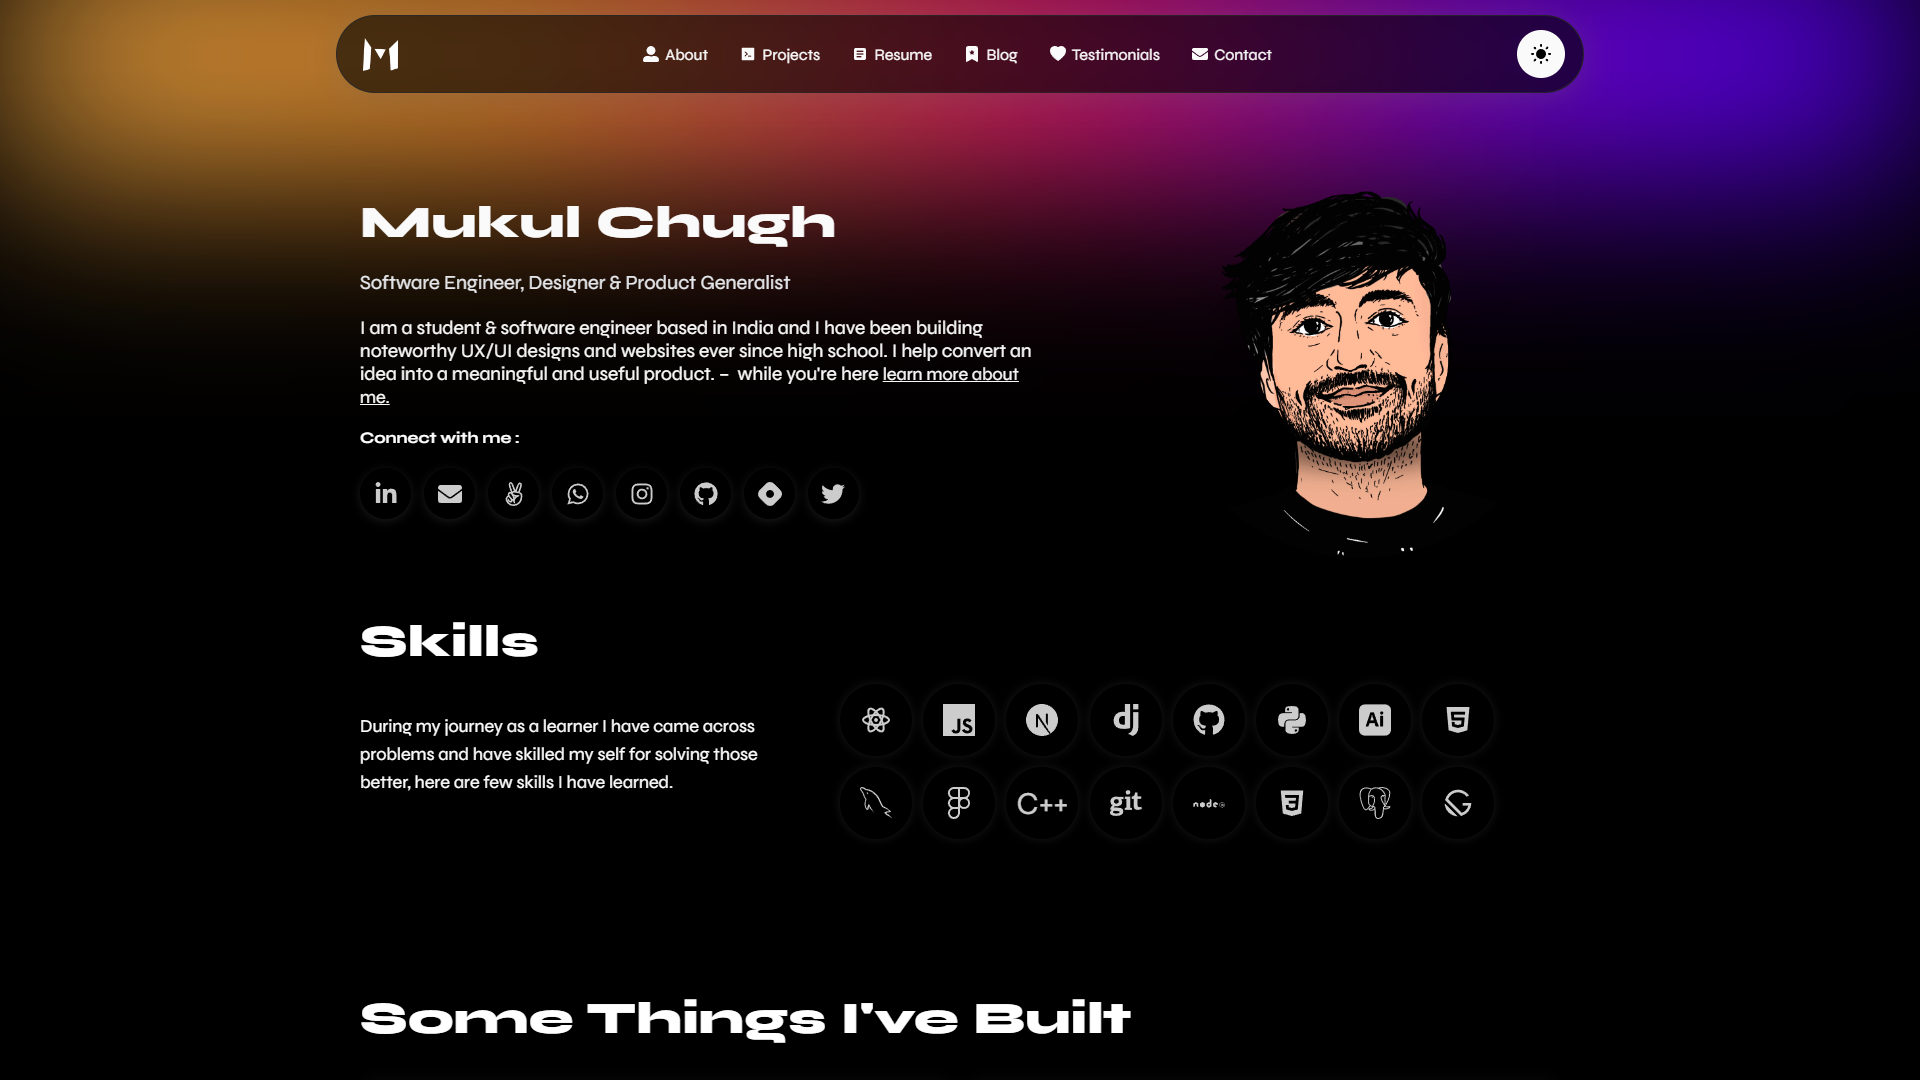 About Projects Resume Blog Testimonials Contact
Mukul Chugh
Software Engineer, Designer & Product Generalist
I am a student & software engineer based in India and I have been building
noteworthy UX/UI designs and websites ever since high school. I help convert an
idea into a meaningful and useful product. – while you're here learn more about
me.
Connect with me :
in
Skills
During my journey as a learner I have came across
problems and have skilled my self for solving those
better, here are few skills I have learned.
JS N dj Ai 5
C++ git node 3 G
Some Things I've Built